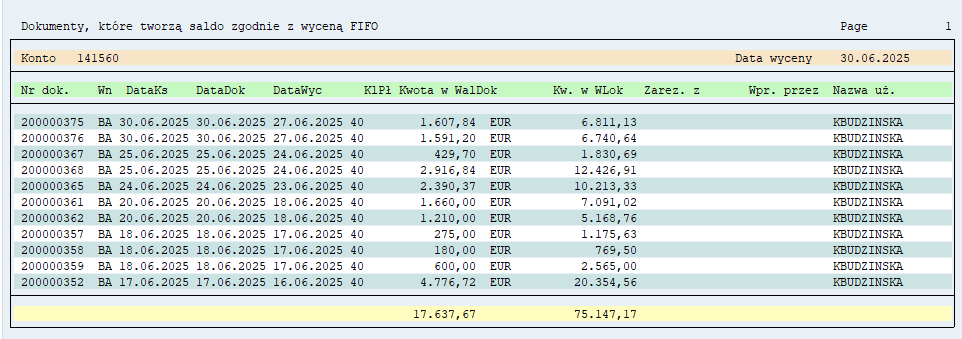 Dokumenty, które tworzą saldo zgodnie z wyceną FIFO Page 1
Konto 141560 Data wyceny 30.06.2025
Nr dok. Wn DataKs DataDok DataWyc KlPł Kwota w WalDok Kw. w WLok Zarez. z Wpr. przez Nazwa uż.
200000375 BA 30.06.2025 30.06.2025 27.06.2025 40 1.607,84 EUR 6.811,13 KBUDZINSKA
200000376 BA 30.06.2025 30.06.2025 27.06.2025 40 1.591,20 EUR 6.740,64 KBUDZINSKA
200000367 BA 25.06.2025 25.06.2025 24.06.2025 40 429,70 EUR 1.830,69 KBUDZINSKA
200000368 BA 25.06.2025 25.06.2025 24.06.2025 40 2.916,84 EUR 12.426,91 KBUDZINSKA
200000365 BA 24.06.2025 24.06.2025 23.06.2025 40 2.390,37 EUR 10.213,33 KBUDZINSKA
200000361 BA 20.06.2025 20.06.2025 18.06.2025 40 1.660,00 EUR 7.091,02 KBUDZINSKA
200000362 BA 20.06.2025 20.06.2025 18.06.2025 40 1.210,00 EUR 5.168,76 KBUDZINSKA
200000357 BA 18.06.2025 18.06.2025 17.06.2025 40 275,00 EUR 1.175,63 KBUDZINSKA
200000358 BA 18.06.2025 18.06.2025 17.06.2025 40 180,00 EUR 769,50 KBUDZINSKA
200000359 BA 18.06.2025 18.06.2025 17.06.2025 40 600,00 EUR 2.565,00 KBUDZINSKA
200000352 BA 17.06.2025 17.06.2025 16.06.2025 40 4.776,72 EUR 20.354,56 KBUDZINSKA
17.637,67 75.147,17